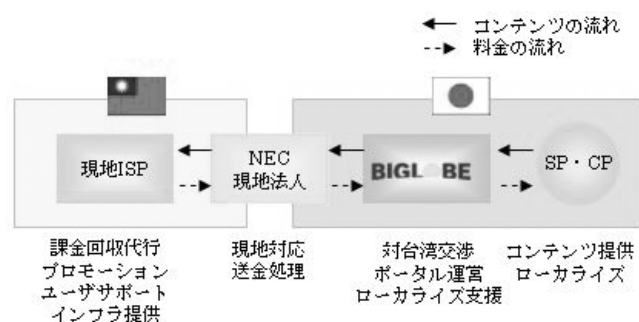 コンテンツの流れ
料金の流れ
現地ISP
NEC
現地法人
BIGLOBE
SP・CP
課金回収代行
プロモーション
ユーザサポート
インフラ提供
現地対応
送金処理
対台湾交渉
ポータル運営
ローカライズ支援
コンテンツ提供
ローカライズ